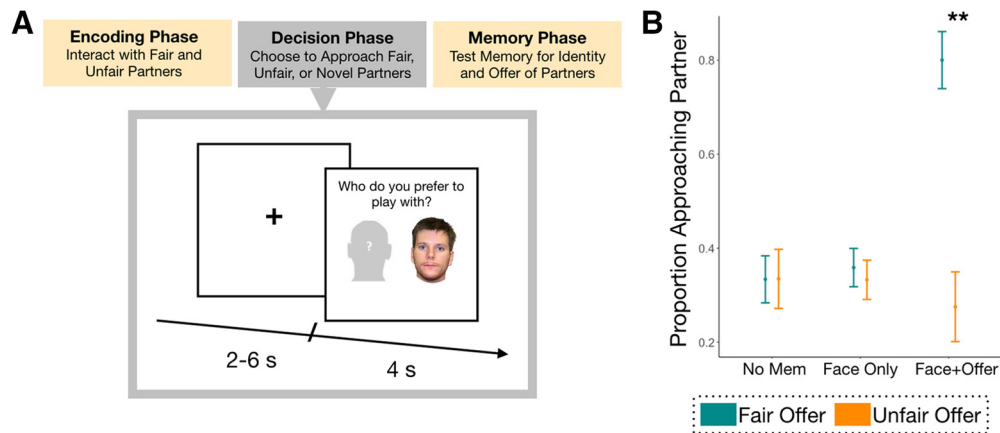 A
Encoding Phase
Interact with Fair and
Unfair Partners
Decision Phase
Choose to Approach Fair,
Unfair, or Novel Partners
Memory Phase
Test Memory for Identity
and Offer of Partners
+
Who do you prefer to
play with?
?
2-6 s
4 s
B
**
Proportion Approaching Partner
0.8
0.6
0.4
0.2
No Mem
Face Only
Face+Offer
Fair Offer
Unfair Offer